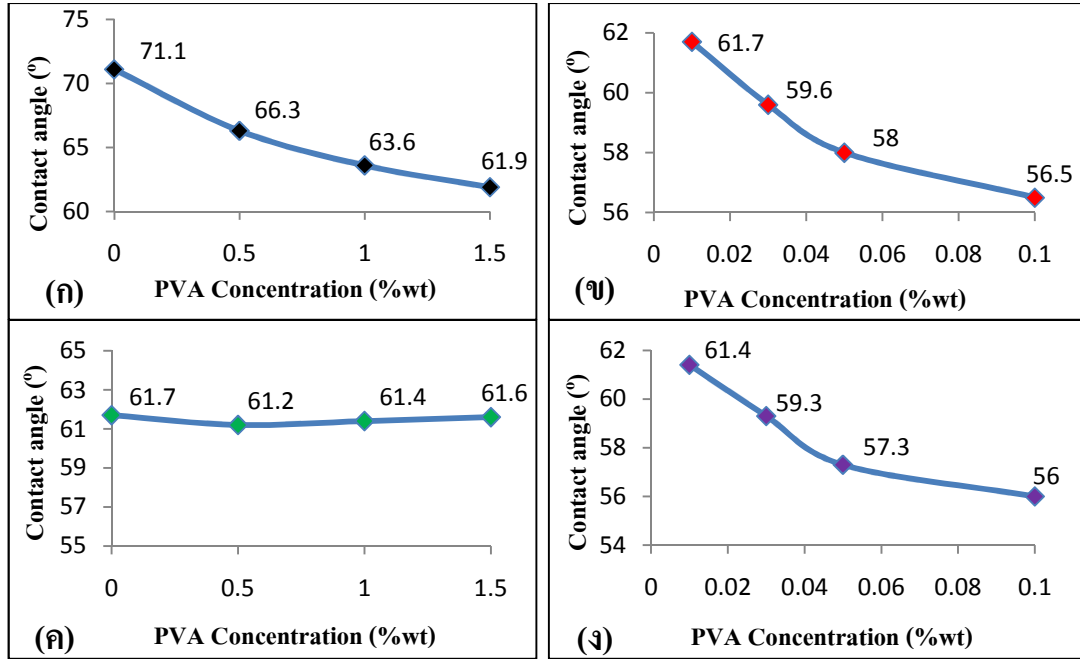 Contact angle (º)
75
70
65
60
71.1
66.3
63.6
61.9
0 0.5 1 1.5
(ก) PVA Concentration (%wt)
Contact angle (º)
62
60
58
56
61.7
59.6
58
56.5
0 0.02 0.04 0.06 0.08 0.1
(ข) PVA Concentration (%wt)
Contact angle (º)
65
63
61
59
57
55
61.7 61.2 61.4 61.6
0 0.5 1 1.5
(ค) PVA Concentration (%wt)
Contact angle (º)
62
60
58
56
54
61.4
59.3
57.3
56
0 0.02 0.04 0.06 0.08 0.1
(ง) PVA Concentration (%wt)